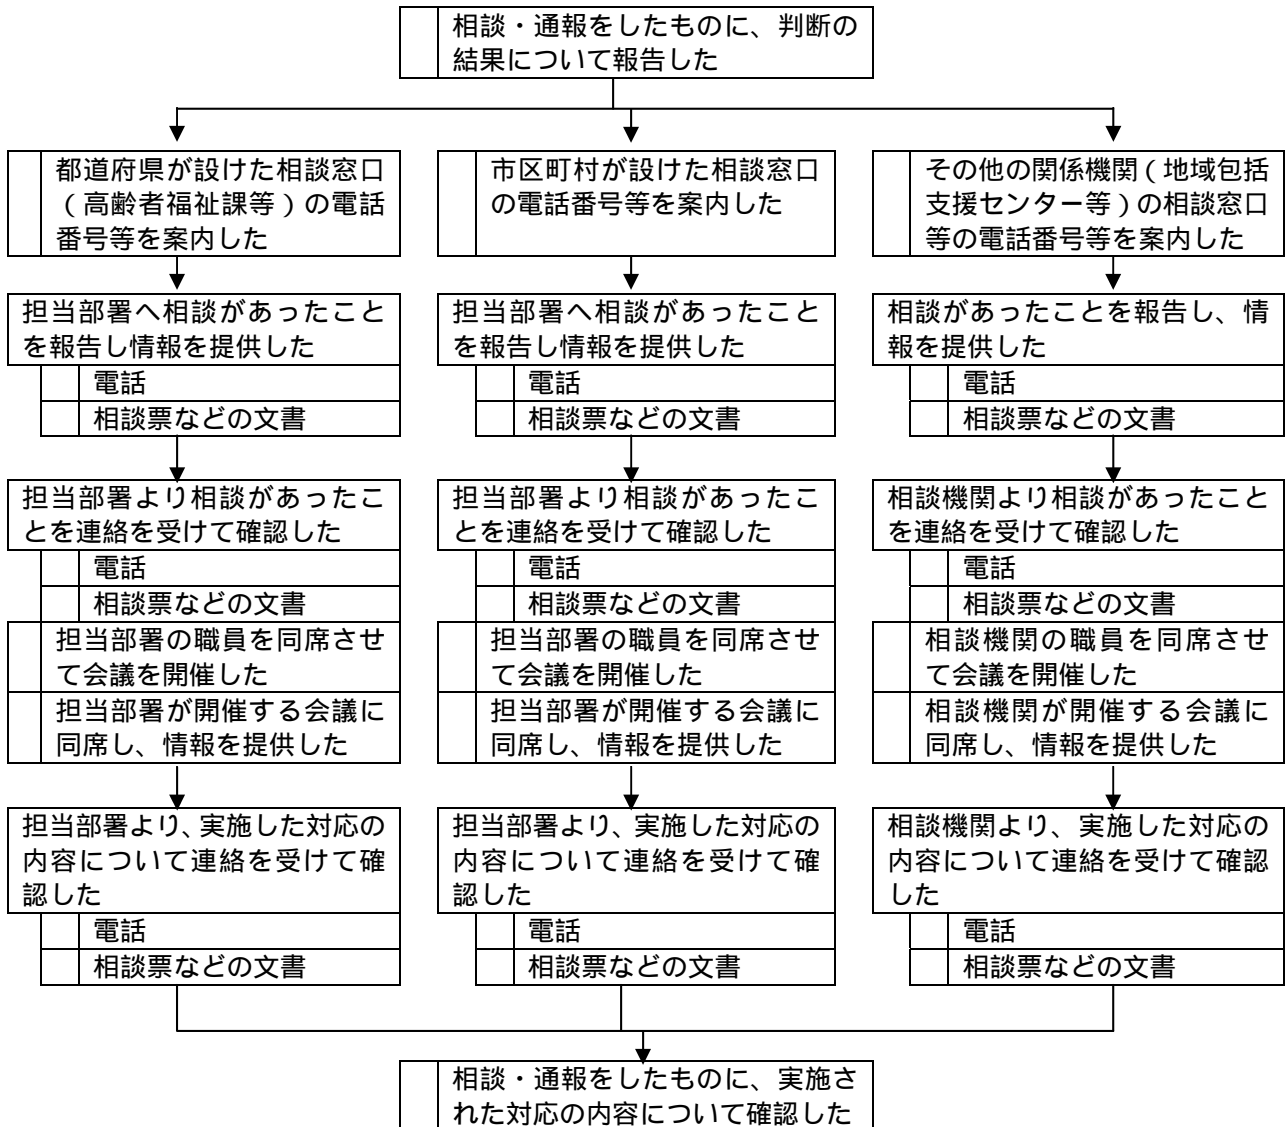 相談・通報をしたものに、判断の
結果について報告した
都道府県が設けた相談窓口
（高齢者福祉課等）の電話
番号等を案内した
市区町村が設けた相談窓口
の電話番号等を案内した
その他の関係機関（地域包括
支援センター等）の相談窓口
等の電話番号等を案内した
担当部署へ相談があったこと
を報告し情報を提供した
電話
相談票などの文書
担当部署へ相談があったこと
を報告し情報を提供した
電話
相談票などの文書
相談があったことを報告し、情
報を提供した
電話
相談票などの文書
担当部署より相談があったこ
とを連絡を受けて確認した
電話
相談票などの文書
担当部署の職員を同席させ
て会議を開催した
担当部署が開催する会議に
同席し、情報を提供した
担当部署より相談があったこ
とを連絡を受けて確認した
電話
相談票などの文書
担当部署の職員を同席させ
て会議を開催した
担当部署が開催する会議に
同席し、情報を提供した
相談機関より相談があったこと
を連絡を受けて確認した
電話
相談票などの文書
相談機関の職員を同席させ
て会議を開催した
相談機関が開催する会議に
同席し、情報を提供した
担当部署より、実施した対応の
内容について連絡を受けて確
認した
電話
相談票などの文書
担当部署より、実施した対応の
内容について連絡を受けて確
認した
電話
相談票などの文書
相談機関より、実施した対応の
内容について連絡を受けて確認
した
電話
相談票などの文書
相談・通報をしたものに、実施さ
れた対応の内容について確認した